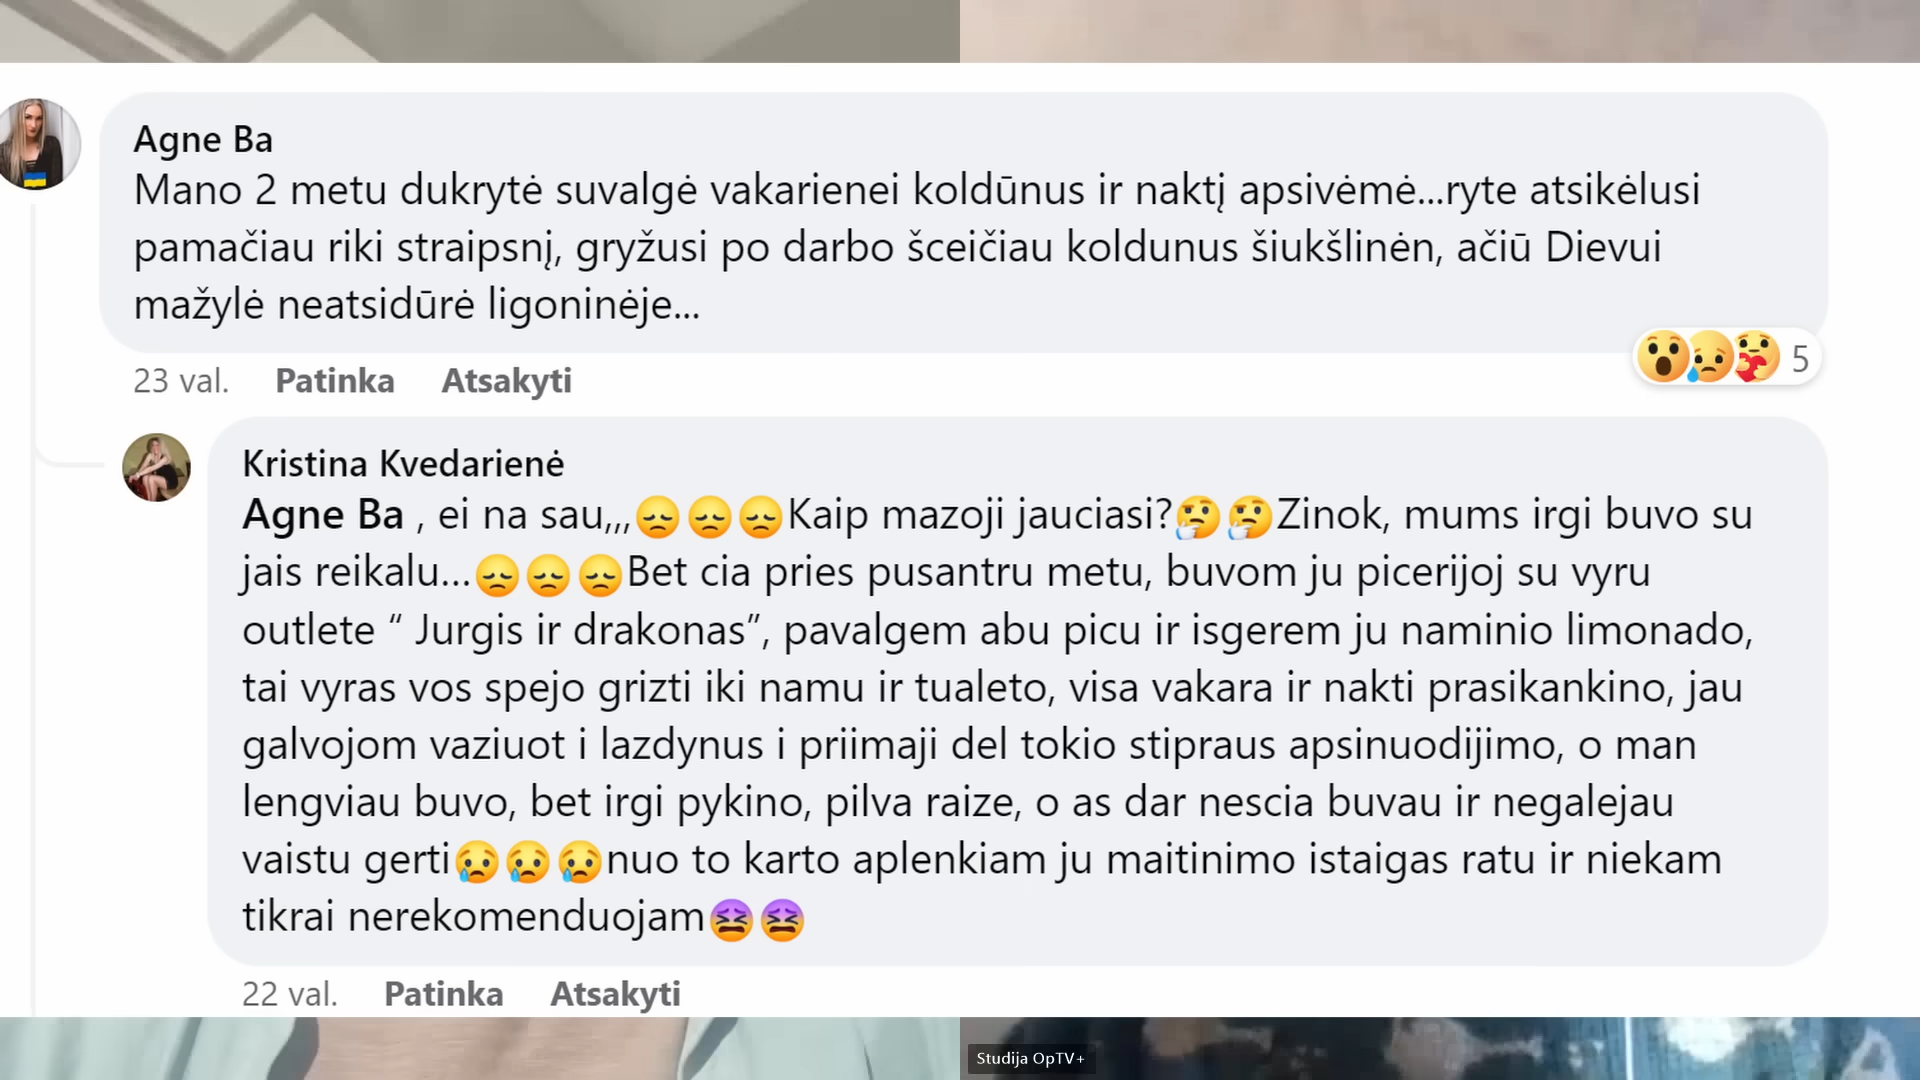 Agne Ba
Mano 2 metu dukrytė suvalgė vakarienei koldūnus ir naktį apsivėmė...ryte atsikėlusi
pamačiau riki straipsnį, gryžusi po darbo šceičiau koldunus šiukšlinėn, ačiū Dievui
mažylė neatsidūrė ligoninėje...
5
23 val. Patinka Atsakyti
Kristina Kvedarienė
Agne Ba , ei na sau,,,😞😞😞Kaip mazoji jauciasi?🤔🤔Zinok, mums irgi buvo su
jais reikalu...😞😞😞Bet cia pries pusantru metu, buvom ju picerijoj su vyru
outlete “ Jurgis ir drakonas”, pavalgem abu picu ir isgerem ju naminio limonado,
tai vyras vos spejo grizti iki namu ir tualeto, visa vakara ir nakti prasikankino, jau
galvojom vaziuot i lazdynus i priimaji del tokio stipraus apsinuodijimo, o man
lengviau buvo, bet irgi pykino, pilva raize, o as dar nescia buvau ir negalejau
vaistu gerti😢😢😢nuo to karto aplenkiam ju maitinimo istaigas ratu ir niekam
tikrai nerekomenduojam😫😫
22 val. Patinka Atsakyti
Studija OpTV+